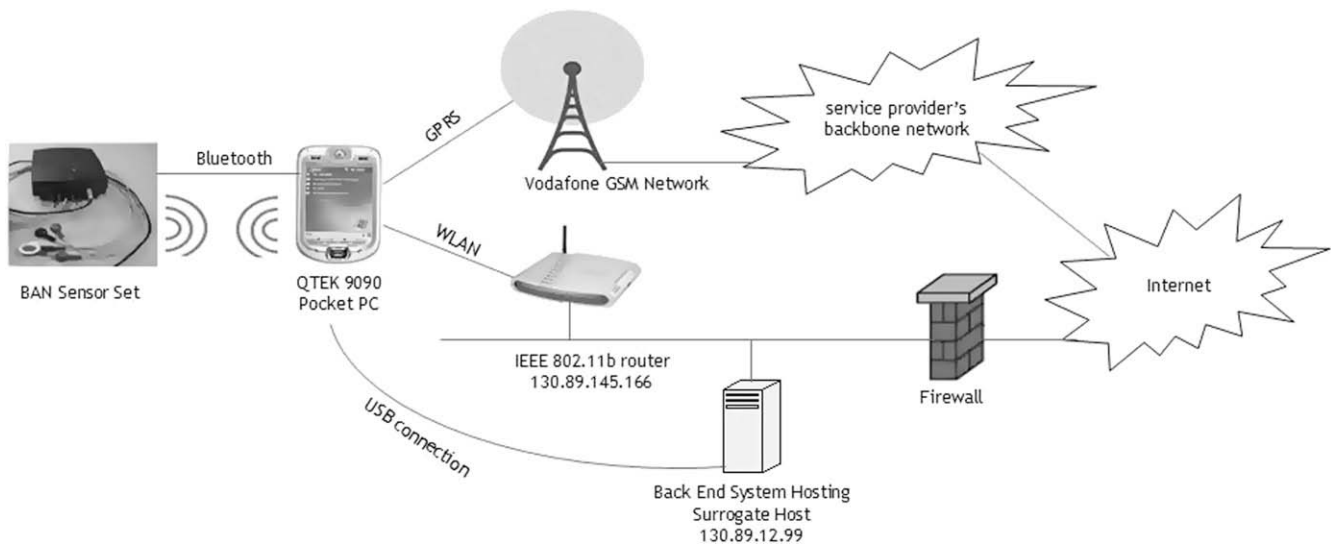 service provider's
backbone network
GPRS
Bluetooth
Vodafone GSM Network
WLAN
BAN Sensor Set
QTEK 9090
Pocket PC
Internet
IEEE 802.11b router
130.89.145.166
Firewall
USB connection
Back End System Hosting
Surrogate Host
130.89.12.99